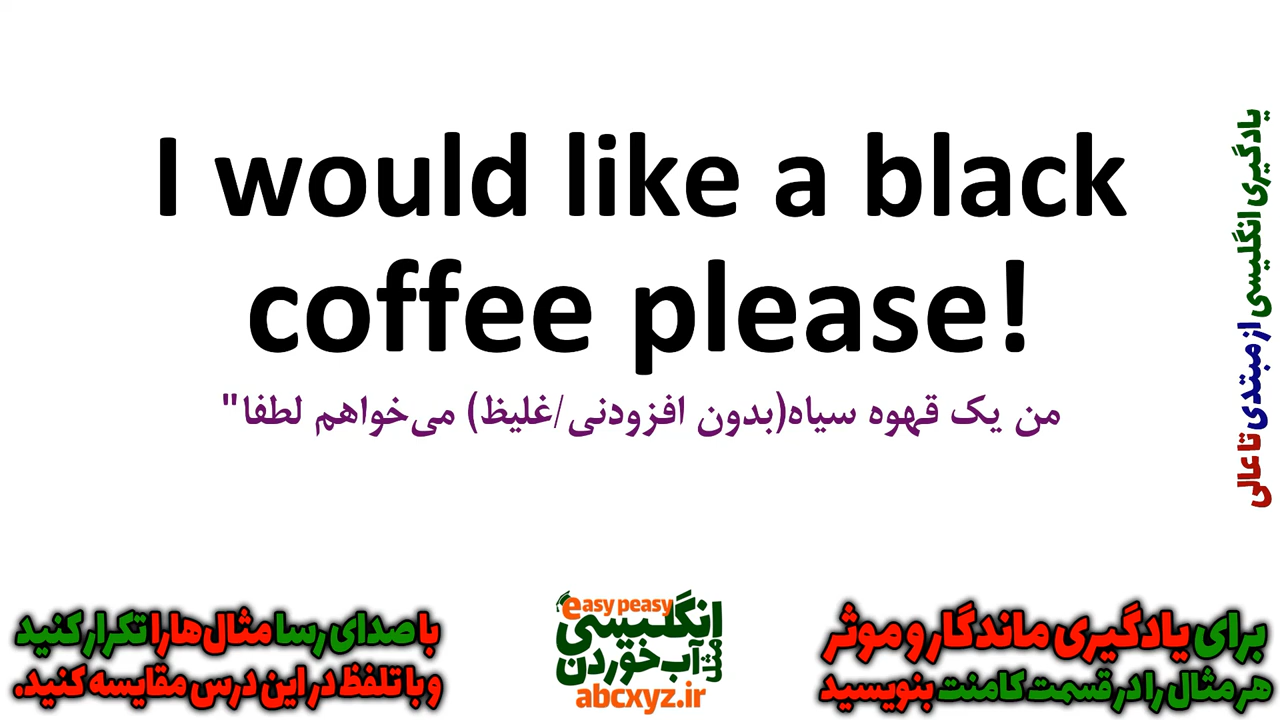 I would like a black
coffee please!
من یک قهوه سیاه(بدون افزودنی/غلیظ) می‌خواهم لطفا"
یادگیری انگلیسی از مبتدی تا عالی
برای یادگیری ماندگار و موثر
هر مثال را در قسمت کامنت بنویسید
easy peasy
انگلیسی
مثل
آب خوردن
abcxyz.ir
با صدای رسا مثال‌ها را تکرار کنید
و با تلفظ در این درس مقایسه کنید.